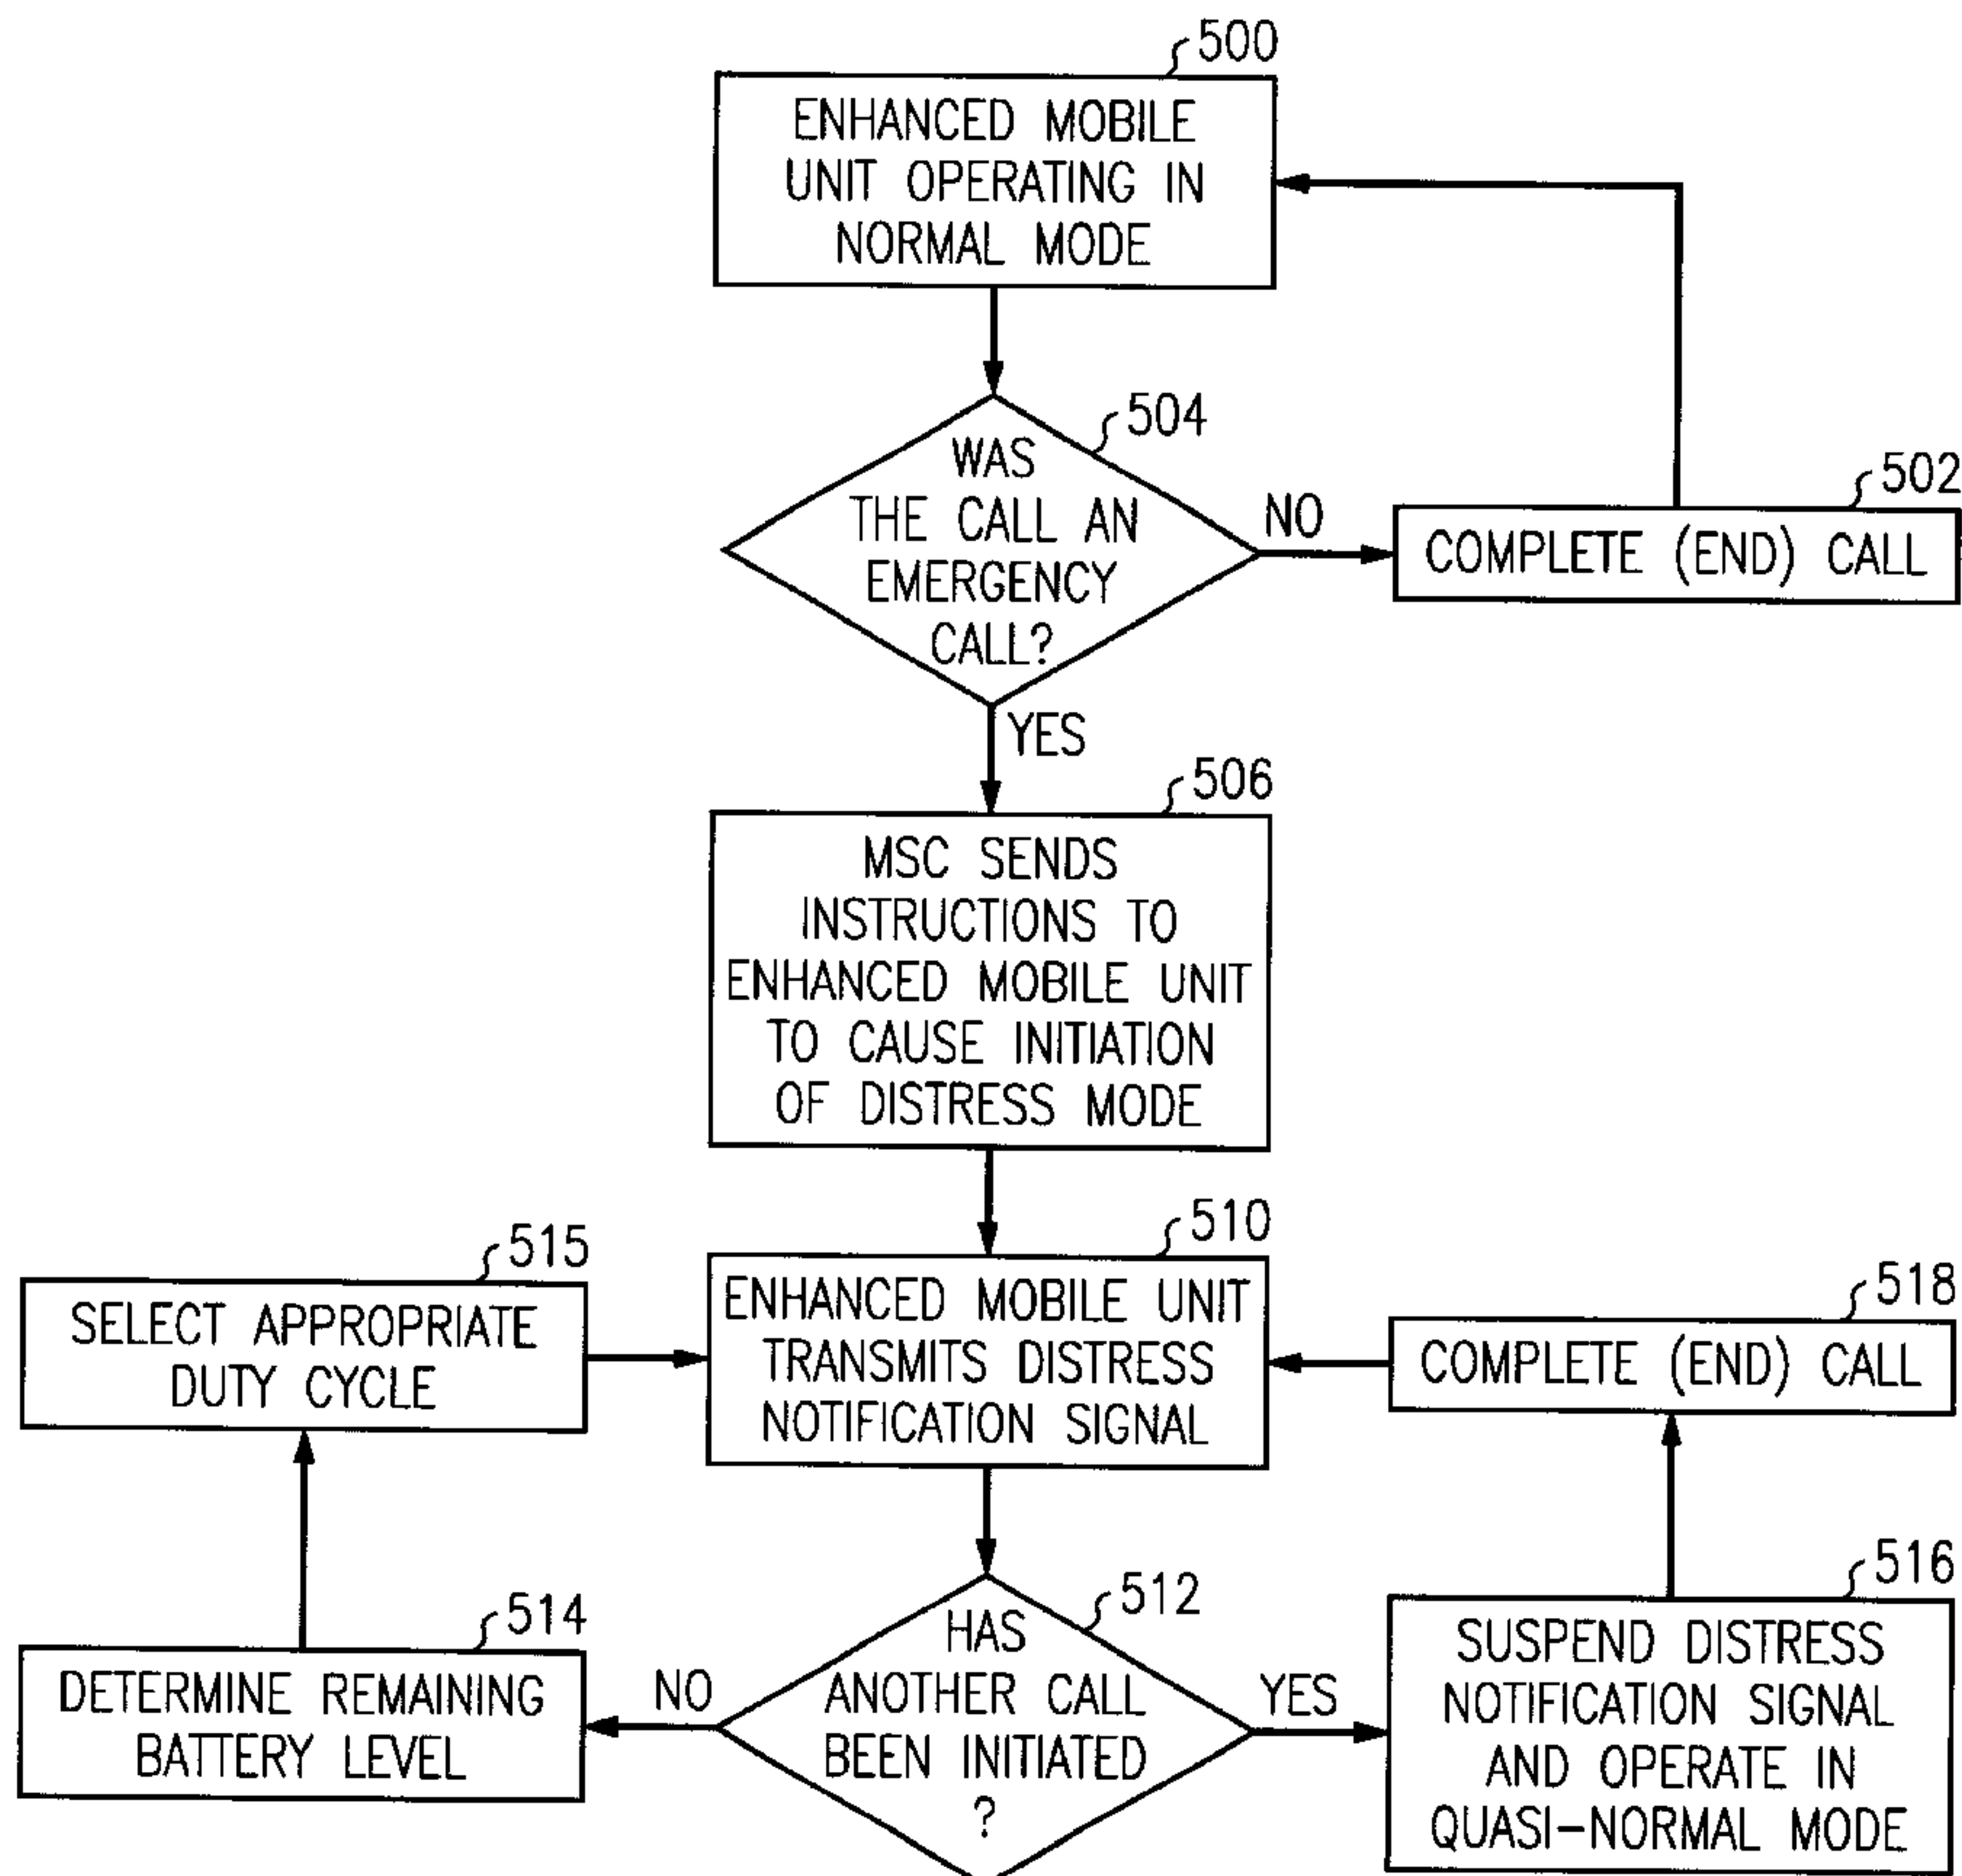 500
ENHANCED MOBILE
UNIT OPERATING IN
NORMAL MODE
504
WAS
THE CALL AN
EMERGENCY
CALL?
NO
502
COMPLETE (END) CALL
YES
506
MSC SENDS
INSTRUCTIONS TO
ENHANCED MOBILE UNIT
TO CAUSE INITIATION
OF DISTRESS MODE
515
SELECT APPROPRIATE
DUTY CYCLE
510
ENHANCED MOBILE UNIT
TRANSMITS DISTRESS
NOTIFICATION SIGNAL
518
COMPLETE (END) CALL
514
DETERMINE REMAINING
BATTERY LEVEL
NO
512
HAS
ANOTHER CALL
BEEN INITIATED
?
YES
516
SUSPEND DISTRESS
NOTIFICATION SIGNAL
AND OPERATE IN
QUASI-NORMAL MODE